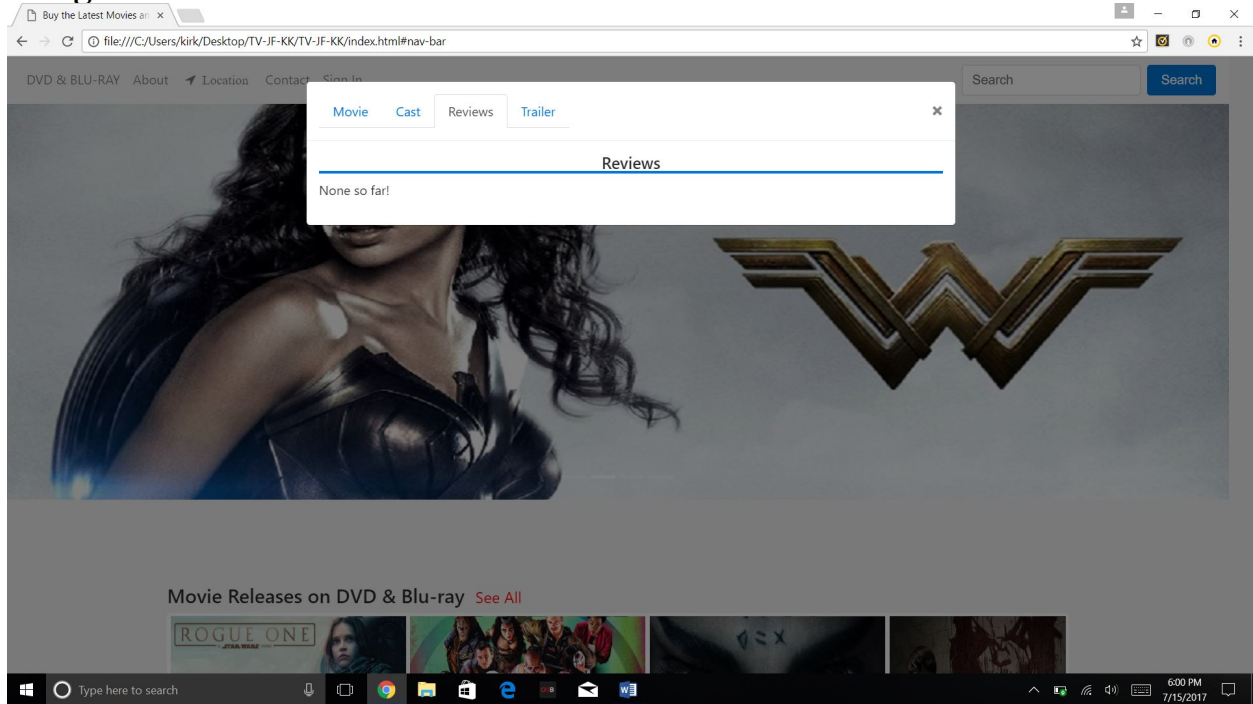 Buy the Latest Movies an
file:///C:/Users/kirk/Desktop/TV-JF-KK/TV-JF-KK/index.html#nav-bar
DVD & BLU-RAY About Location Contact Sign In Search Search
Movie Cast Reviews Trailer
Reviews
None so far!
Movie Releases on DVD & Blu-ray See All
ROGUE ONE
Type here to search
6:00 PM
7/15/2017